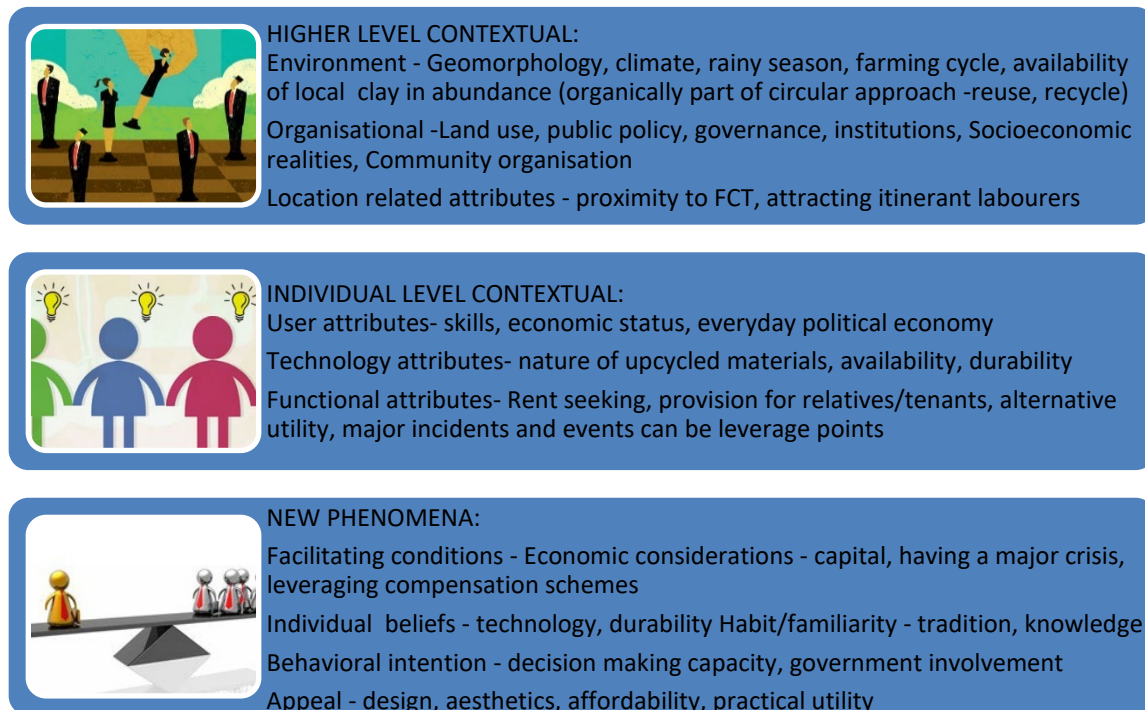 HIGHER LEVEL CONTEXTUAL:
Environment - Geomorphology, climate, rainy season, farming cycle, availability
of local clay in abundance (organically part of circular approach -reuse, recycle)
Organisational -Land use, public policy, governance, institutions, Socioeconomic
realities, Community organisation
Location related attributes - proximity to FCT, attracting itinerant labourers
INDIVIDUAL LEVEL CONTEXTUAL:
User attributes- skills, economic status, everyday political economy
Technology attributes- nature of upcycled materials, availability, durability
Functional attributes- Rent seeking, provision for relatives/tenants, alternative
utility, major incidents and events can be leverage points
NEW PHENOMENA:
Facilitating conditions - Economic considerations - capital, having a major crisis,
leveraging compensation schemes
Individual beliefs - technology, durability Habit/familiarity - tradition, knowledge
Behavioral intention - decision making capacity, government involvement
Appeal - design, aesthetics, affordability, practical utility